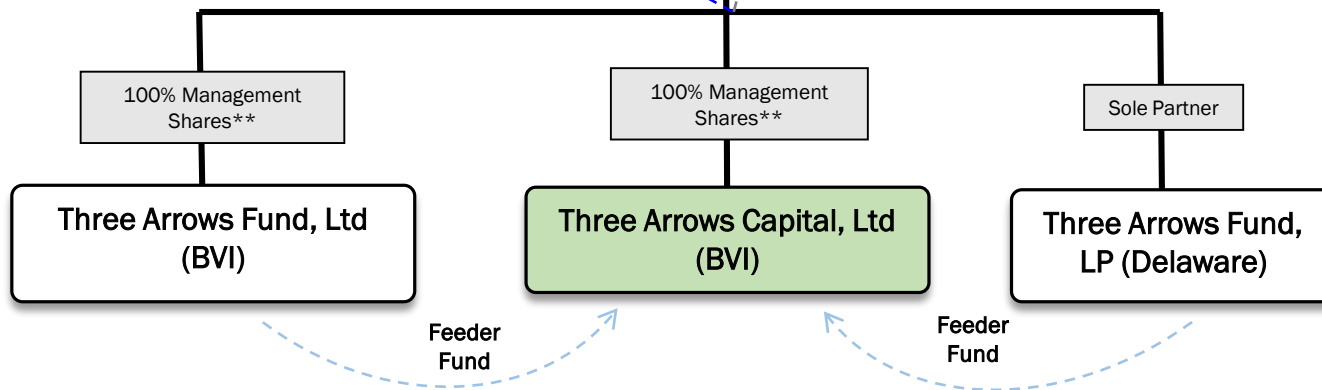 100% Management
Shares**
100% Management
Shares**
Sole Partner
Three Arrows Fund, Ltd
(BVI)
Three Arrows Capital, Ltd
(BVI)
Three Arrows Fund,
LP (Delaware)
Feeder
Fund
Feeder
Fund